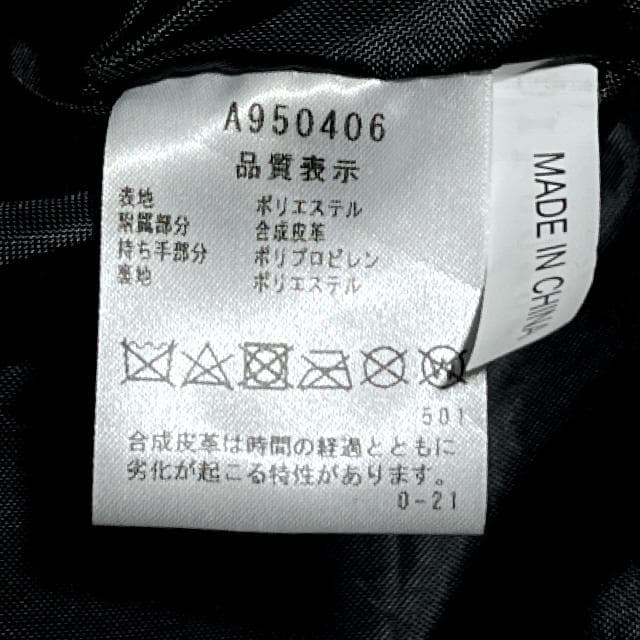 A950406
品質表示
表地 ポリエステル
附属部分 合成皮革
持ち手部分 ポリプロピレン
裏地 ポリエステル
501
合成皮革は時間の経過とともに
劣化が起こる特性があります。
0-21
MADE IN CHINA